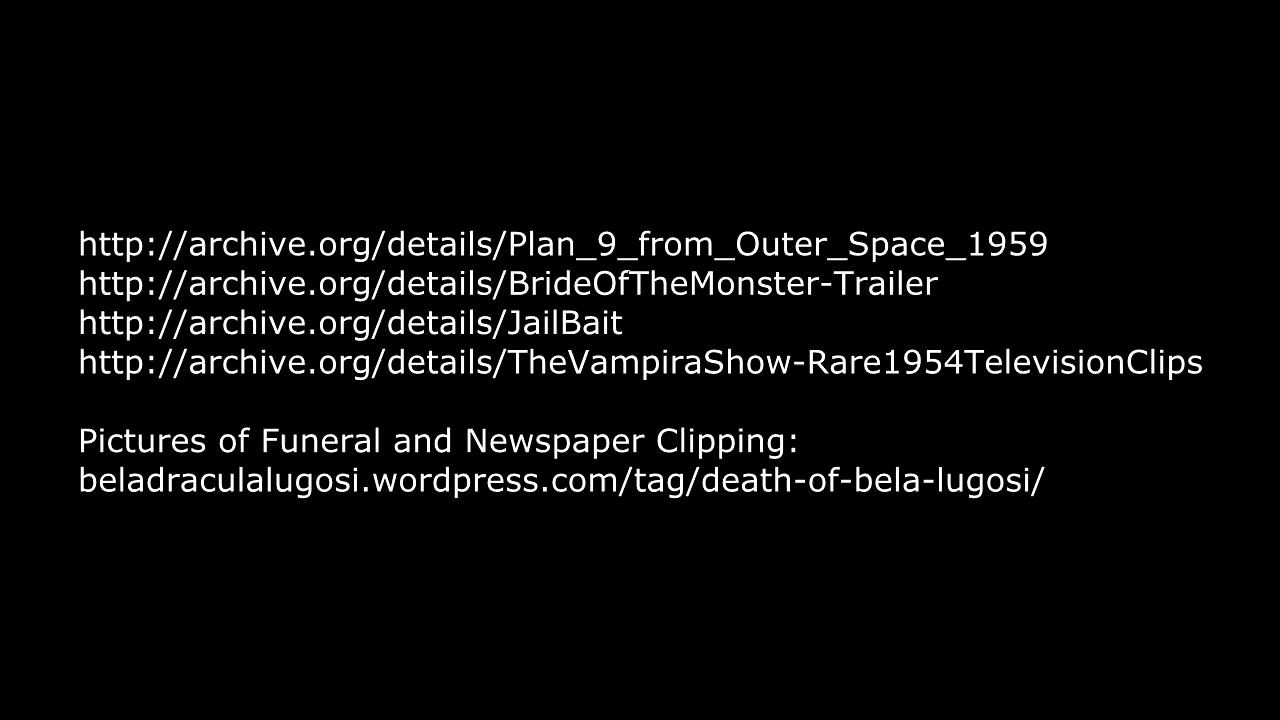 http://archive.org/details/Plan_9_from_Outer_Space_1959
http://archive.org/details/BrideOfTheMonster-Trailer
http://archive.org/details/JailBait
http://archive.org/details/TheVampiraShow-Rare1954TelevisionClips
Pictures of Funeral and Newspaper Clipping:
beladraculalugosi.wordpress.com/tag/death-of-bela-lugosi/